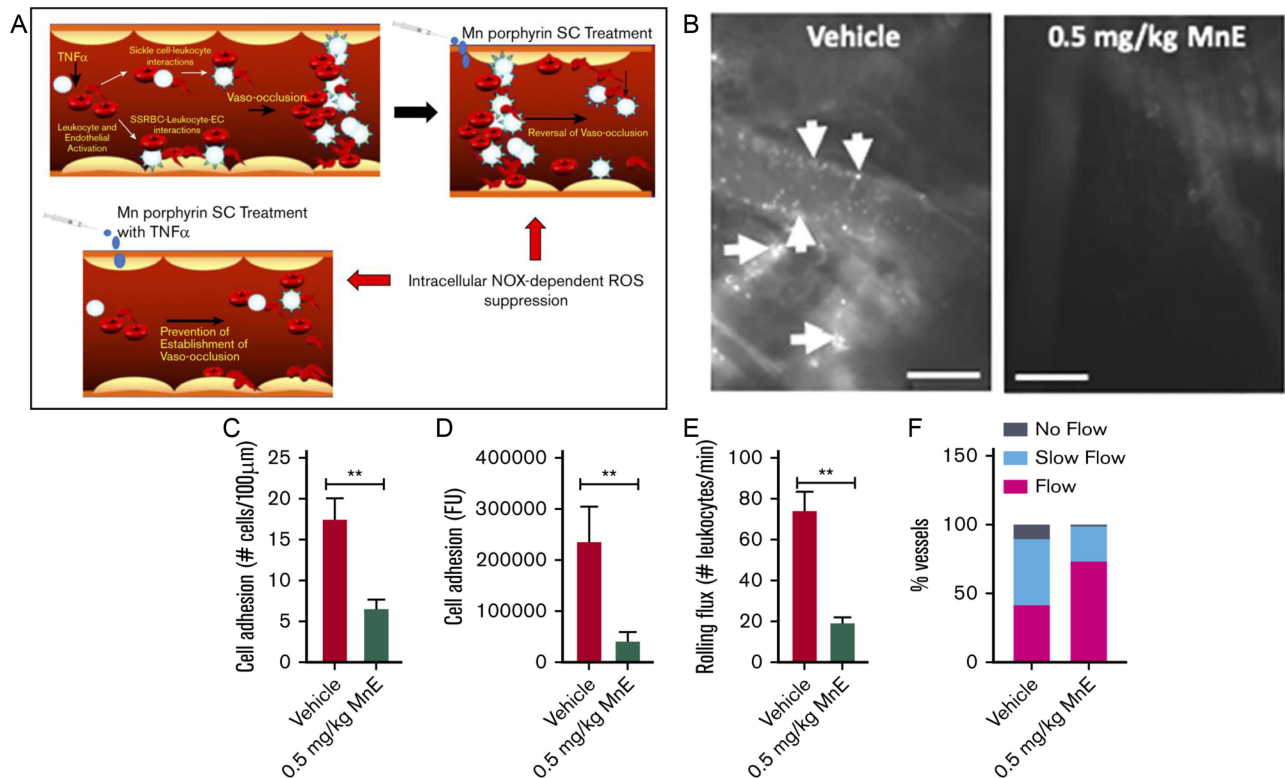 A
TNFα
Sickle cell-leukocyte
interactions
Vaso-occlusion
Leukocyte and
Endothelial
Activation
SSRBC-Leukocyte-EC
interactions
Mn porphyrin SC Treatment
Reversal of Vaso-occlusion
Mn porphyrin SC Treatment
with TNFα
Prevention of
Establishment of
Vaso-occlusion
Intracellular NOX-dependent ROS
suppression
B
Vehicle
0.5 mg/kg MnE
C
Cell adhesion (# cells/100μm)
25
20
15
10
5
0
**
Vehicle
0.5 mg/kg MnE
D
Cell adhesion (FU)
400000
300000
200000
100000
0
**
Vehicle
0.5 mg/kg MnE
E
Rolling flux (# leukocytes/min)
100
80
60
40
20
0
**
Vehicle
0.5 mg/kg MnE
F
No Flow
Slow Flow
Flow
% vessels
150
100
50
0
Vehicle
0.5 mg/kg MnE